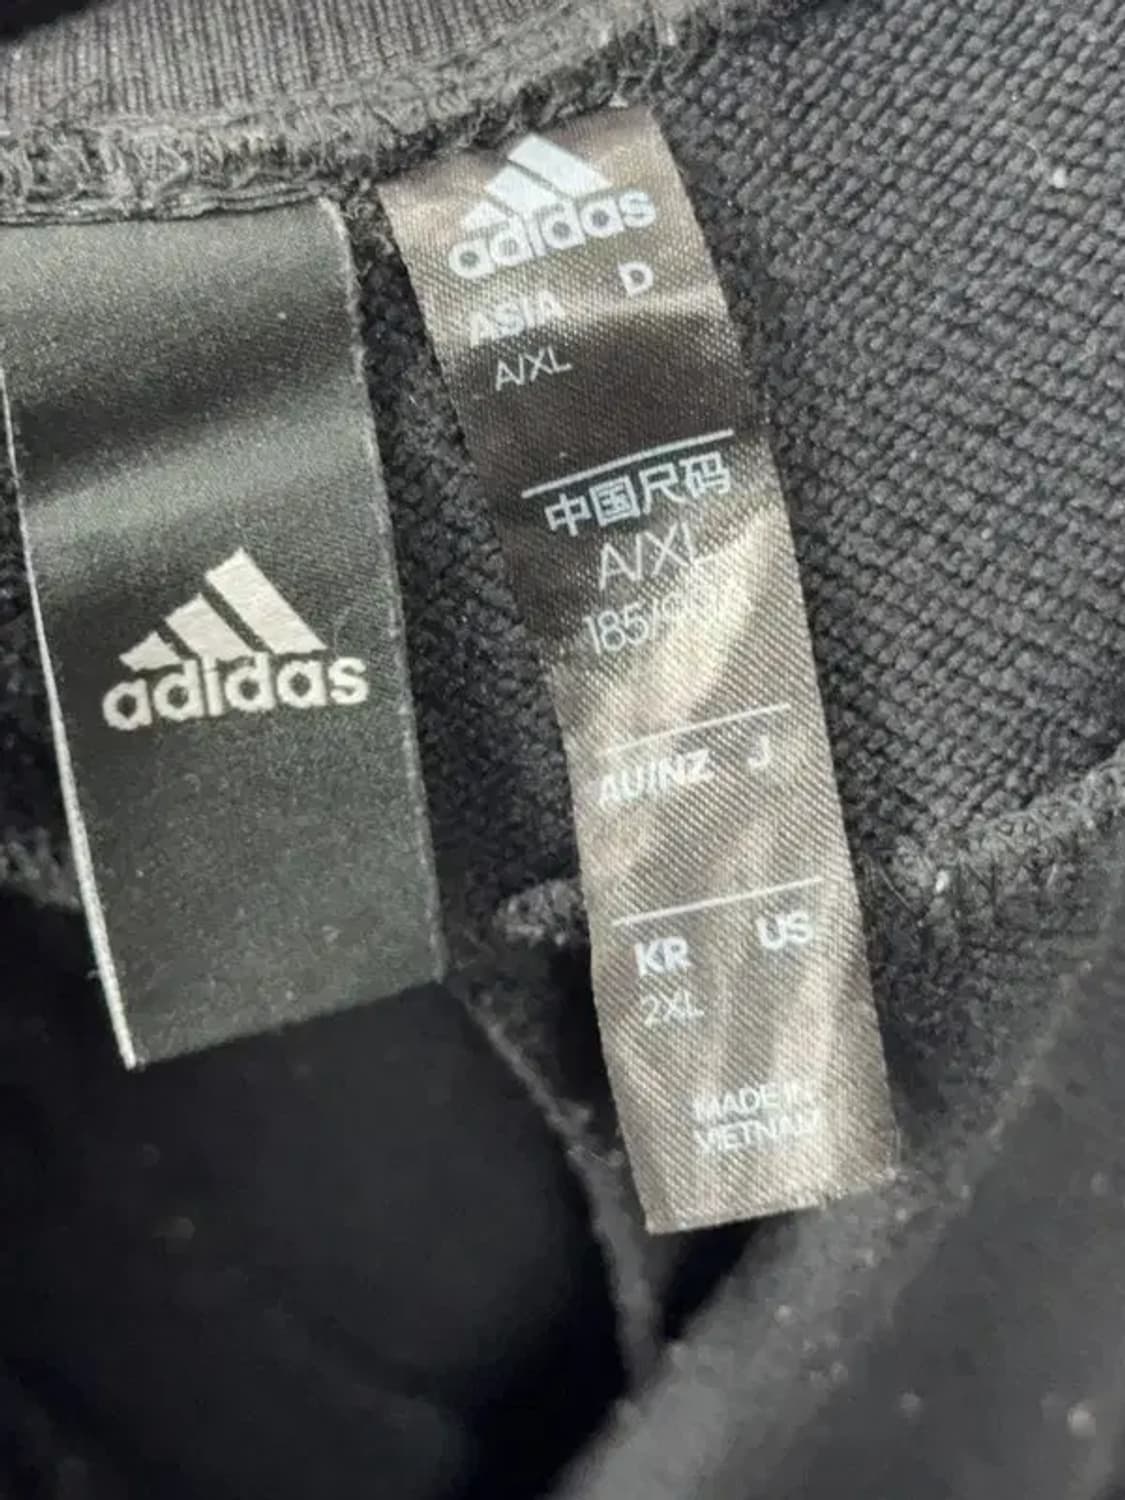 adidas
adidas
ASIA D
A/XL
中国尺码
A/XL
AU/NZ J
KR US
2XL
MADE IN
VIETNAM